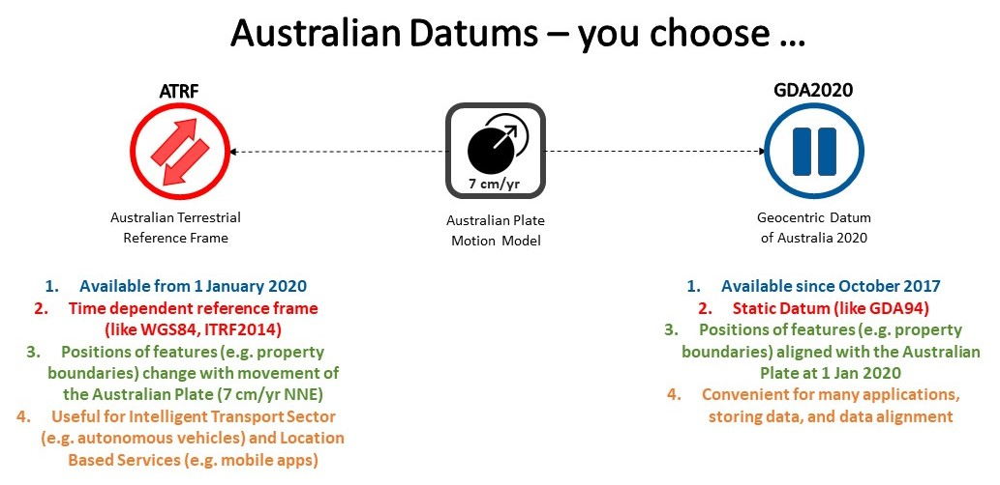 Australian Datums – you choose ...
ATRF
Australian Terrestrial
Reference Frame
7 cm/yr
Australian Plate
Motion Model
GDA2020
Geocentric Datum
of Australia 2020
1. Available from 1 January 2020
2. Time dependent reference frame
(like WGS84, ITRF2014)
3. Positions of features (e.g. property
boundaries) change with movement of
the Australian Plate (7 cm/yr NNE)
4. Useful for Intelligent Transport Sector
(e.g. autonomous vehicles) and Location
Based Services (e.g. mobile apps)
1. Available since October 2017
2. Static Datum (like GDA94)
3. Positions of features (e.g. property
boundaries) aligned with the Australian
Plate at 1 Jan 2020
4. Convenient for many applications,
storing data, and data alignment